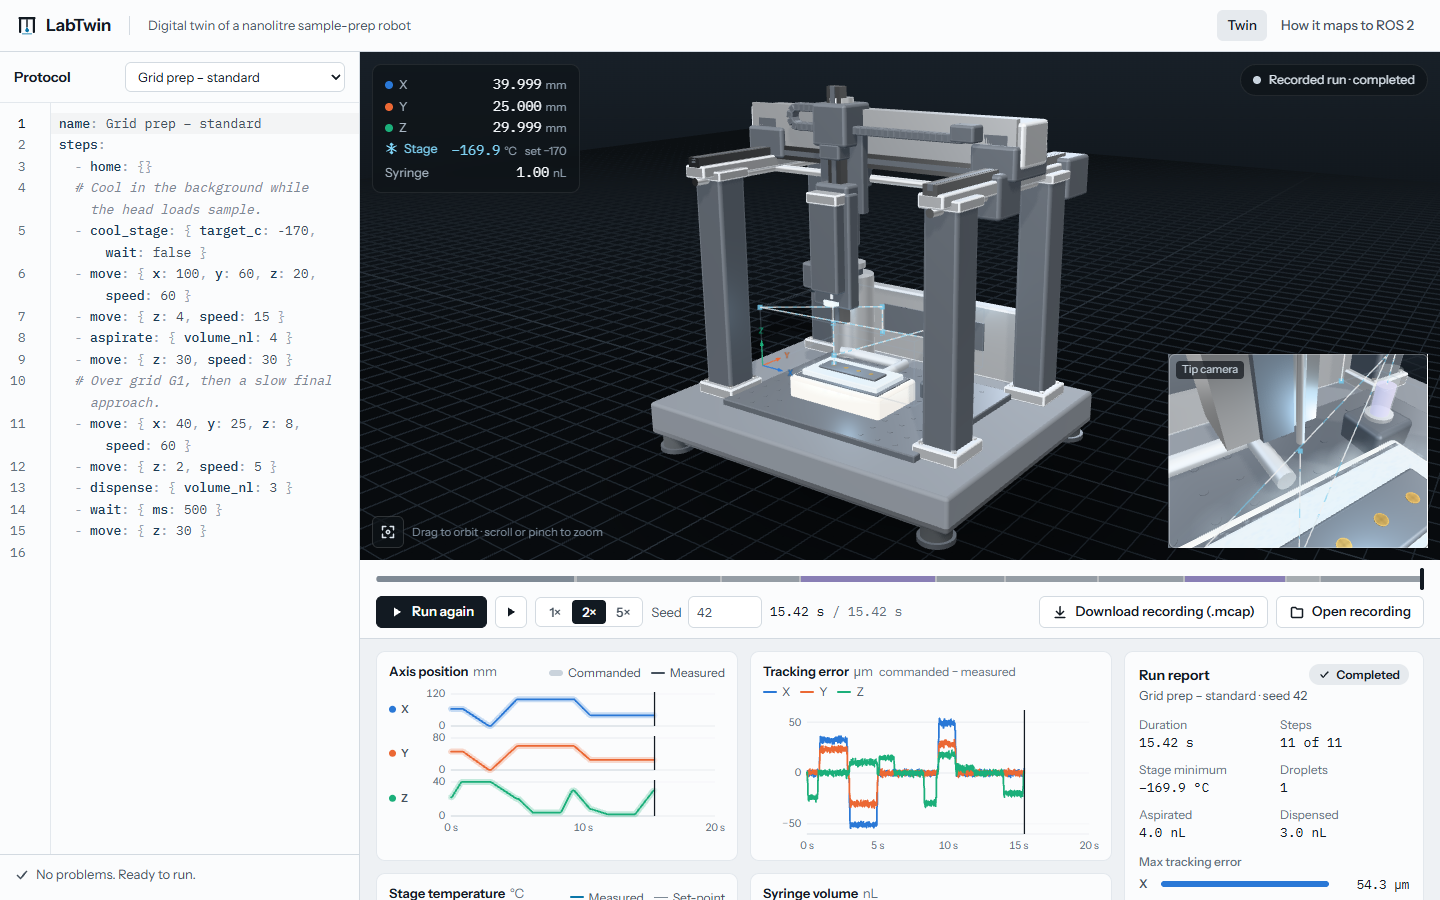 LabTwin
Digital twin of a nanolitre sample-prep robot
Twin
How it maps to ROS 2
Protocol
Grid prep – standard
1 name: Grid prep – standard
2 steps:
3 - home: {}
4 # Cool in the background while
the head loads sample.
5 - cool_stage: { target_c: -170,
wait: false }
6 - move: { x: 100, y: 60, z: 20,
speed: 60 }
7 - move: { z: 4, speed: 15 }
8 - aspirate: { volume_nl: 4 }
9 - move: { z: 30, speed: 30 }
10 # Over grid G1, then a slow final
approach.
11 - move: { x: 40, y: 25, z: 8,
speed: 60 }
12 - move: { z: 2, speed: 5 }
13 - dispense: { volume_nl: 3 }
14 - wait: { ms: 500 }
15 - move: { z: 30 }
16
No problems. Ready to run.
X 39.999 mm
Y 25.000 mm
Z 29.999 mm
Stage −169.9 °C set −170
Syringe 1.00 nL
Recorded run · completed
Z
Y
Tip camera
Drag to orbit · scroll or pinch to zoom
Run again
1×
2×
5×
Seed
42
15.42 s / 15.42 s
Download recording (.mcap)
Open recording
Axis position mm
Commanded
Measured
120
X
0
80
Y
0
40
Z
0
0 s
10 s
20 s
Tracking error µm commanded − measured
X
Y
Z
50
0
−50
0 s
5 s
10 s
15 s
20 s
Run report
Completed
Grid prep – standard · seed 42
Duration
15.42 s
Steps
11 of 11
Stage minimum
−169.9 °C
Droplets
1
Aspirated
4.0 nL
Dispensed
3.0 nL
Max tracking error
X 54.3 µm
Stage temperature °C
Measured
Set-point
Syringe volume nL